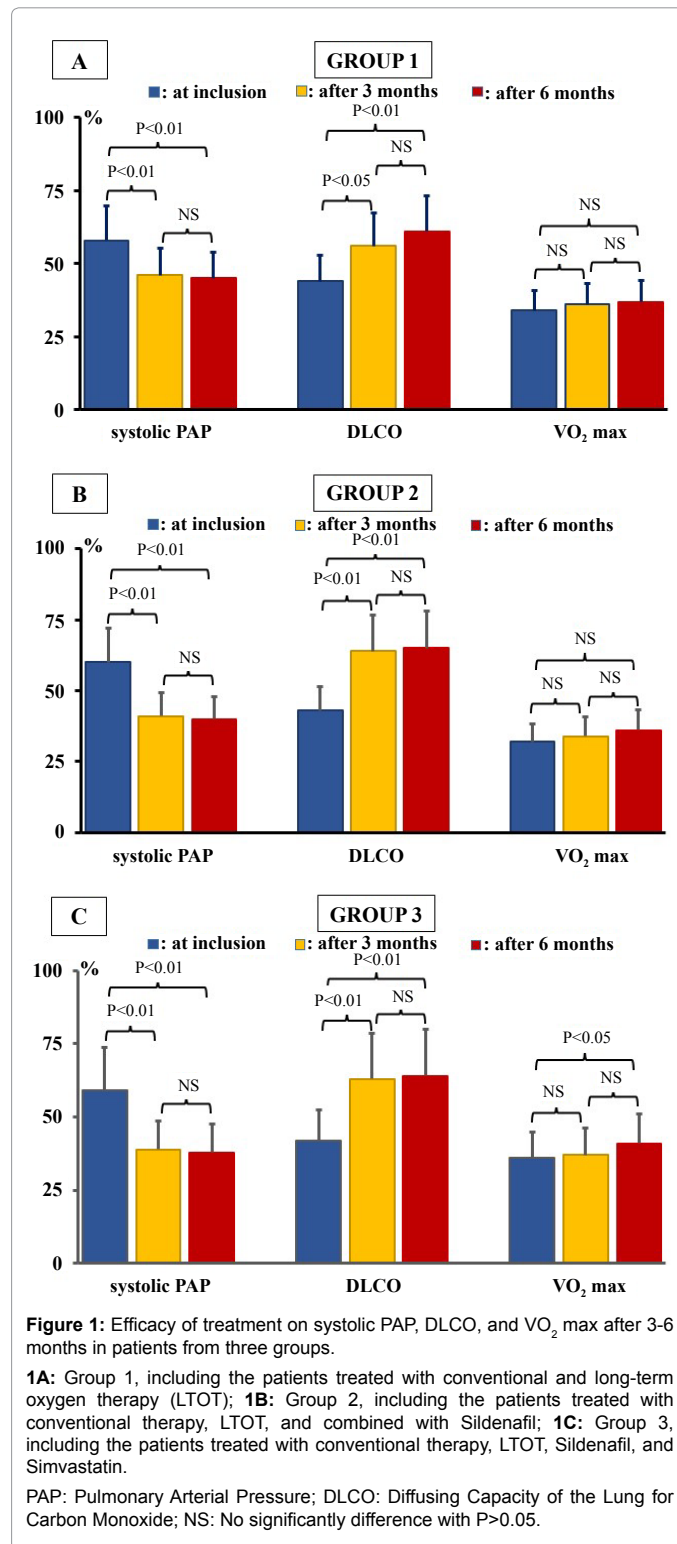 A
GROUP 1
: at inclusion : after 3 months : after 6 months
100 %
75
50
25
0
P<0.01
P<0.01
NS
P<0.01
P<0.05
NS
NS
NS
NS
systolic PAP DLCO VO2 max
B
GROUP 2
: at inclusion : after 3 months : after 6 months
100 %
75
50
25
0
P<0.01
P<0.01
NS
P<0.01
P<0.01
NS
NS
NS
NS
systolic PAP DLCO VO2 max
C
GROUP 3
: at inclusion : after 3 months : after 6 months
100 %
75
50
25
0
P<0.01
P<0.01
NS
P<0.01
P<0.01
NS
P<0.05
NS
NS
systolic PAP DLCO VO2 max
Figure 1: Efficacy of treatment on systolic PAP, DLCO, and VO2 max after 3-6
months in patients from three groups.
1A: Group 1, including the patients treated with conventional and long-term
oxygen therapy (LTOT); 1B: Group 2, including the patients treated with
conventional therapy, LTOT, and combined with Sildenafil; 1C: Group 3,
including the patients treated with conventional therapy, LTOT, Sildenafil, and
Simvastatin.
PAP: Pulmonary Arterial Pressure; DLCO: Diffusing Capacity of the Lung for
Carbon Monoxide; NS: No significantly difference with P>0.05.